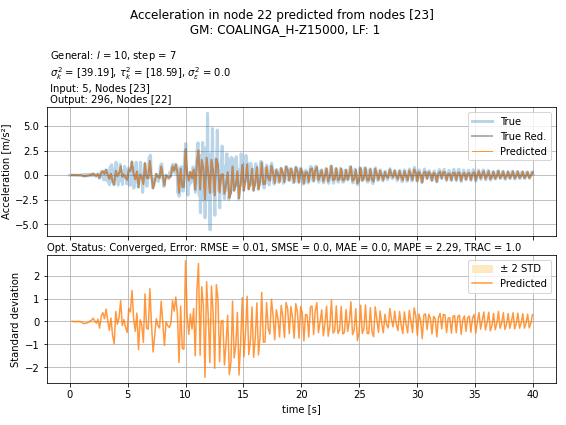 Acceleration in node 22 predicted from nodes [23]
GM: COALINGA_H-Z15000, LF: 1
General: l = 10, step = 7
σ²ₖ = [39.19], τ²ₖ = [18.59], σ²ₑ = 0.0
Input: 5, Nodes [23]
Output: 296, Nodes [22]
Acceleration [m/s²]
5.0
2.5
0.0
−2.5
−5.0
True
True Red.
Predicted
Opt. Status: Converged, Error: RMSE = 0.01, SMSE = 0.0, MAE = 0.0, MAPE = 2.29, TRAC = 1.0
Standard deviation
2
1
0
−1
−2
± 2 STD
Predicted
0 5 10 15 20 25 30 35 40
time [s]